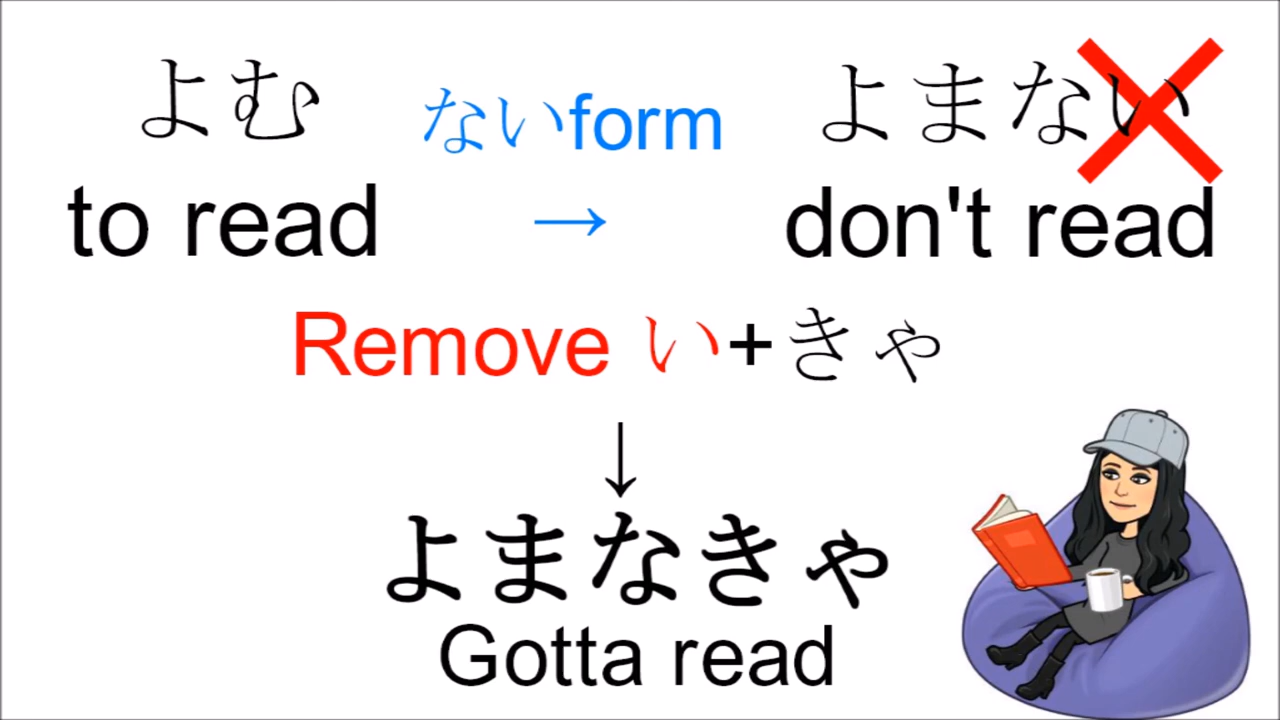 よむ ないform よまない
to read → don't read
Remove い+きゃ
↓
よまなきゃ
Gotta read